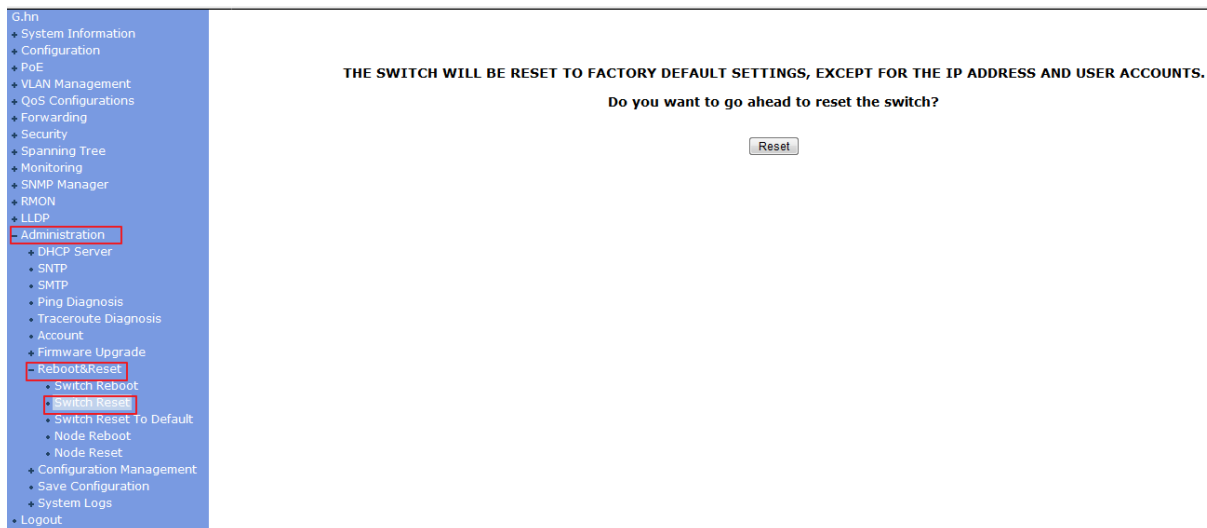 G.hn
System Information
Configuration
PoE
VLAN Management
QoS Configurations
Forwarding
Security
Spanning Tree
Monitoring
SNMP Manager
RMON
LLDP
Administration
DHCP Server
SNTP
SMTP
Ping Diagnosis
Traceroute Diagnosis
Account
Firmware Upgrade
Reboot&Reset
Switch Reboot
Switch Reset
Switch Reset To Default
Node Reboot
Node Reset
Configuration Management
Save Configuration
System Logs
Logout
THE SWITCH WILL BE RESET TO FACTORY DEFAULT SETTINGS, EXCEPT FOR THE IP ADDRESS AND USER ACCOUNTS.
Do you want to go ahead to reset the switch?
Reset